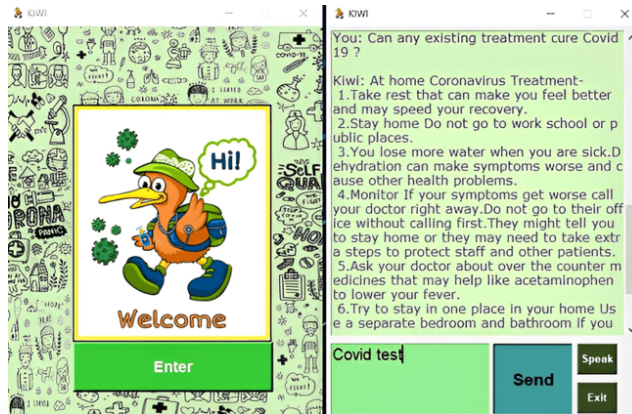 KIWI
CORONA
I STAYED
AT WORK
Hi!
SELF
QUA
PANIC
Welcome
Enter
KIWI
You: Can any existing treatment cure Covid
19 ?
Kiwi: At home Coronavirus Treatment-
1.Take rest that can make you feel better
and may speed your recovery.
2.Stay home Do not go to work school or p
ublic places.
3.You lose more water when you are sick.D
ehydration can make symptoms worse and c
ause other health problems.
4.Monitor If your symptoms get worse call
your doctor right away.Do not go to their off
ice without calling first.They might tell you
to stay home or they may need to take extr
a steps to protect staff and other patients.
5.Ask your doctor about over the counter m
edicines that may help like acetaminophen
to lower your fever.
6.Try to stay in one place in your home Us
e a separate bedroom and bathroom if you
Covid test
Send
Speak
Exit